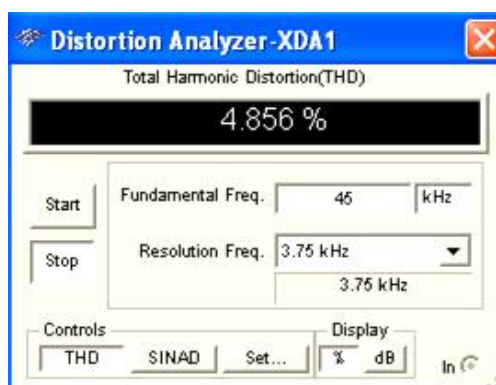 Distortion Analyzer-XDA1
Total Harmonic Distortion(THD)
4.856 %
Start
Stop
Fundamental Freq.
45
kHz
Resolution Freq.
3.75 kHz
3.75 kHz
Controls
THD
SINAD
Set...
Display
%
dB
In